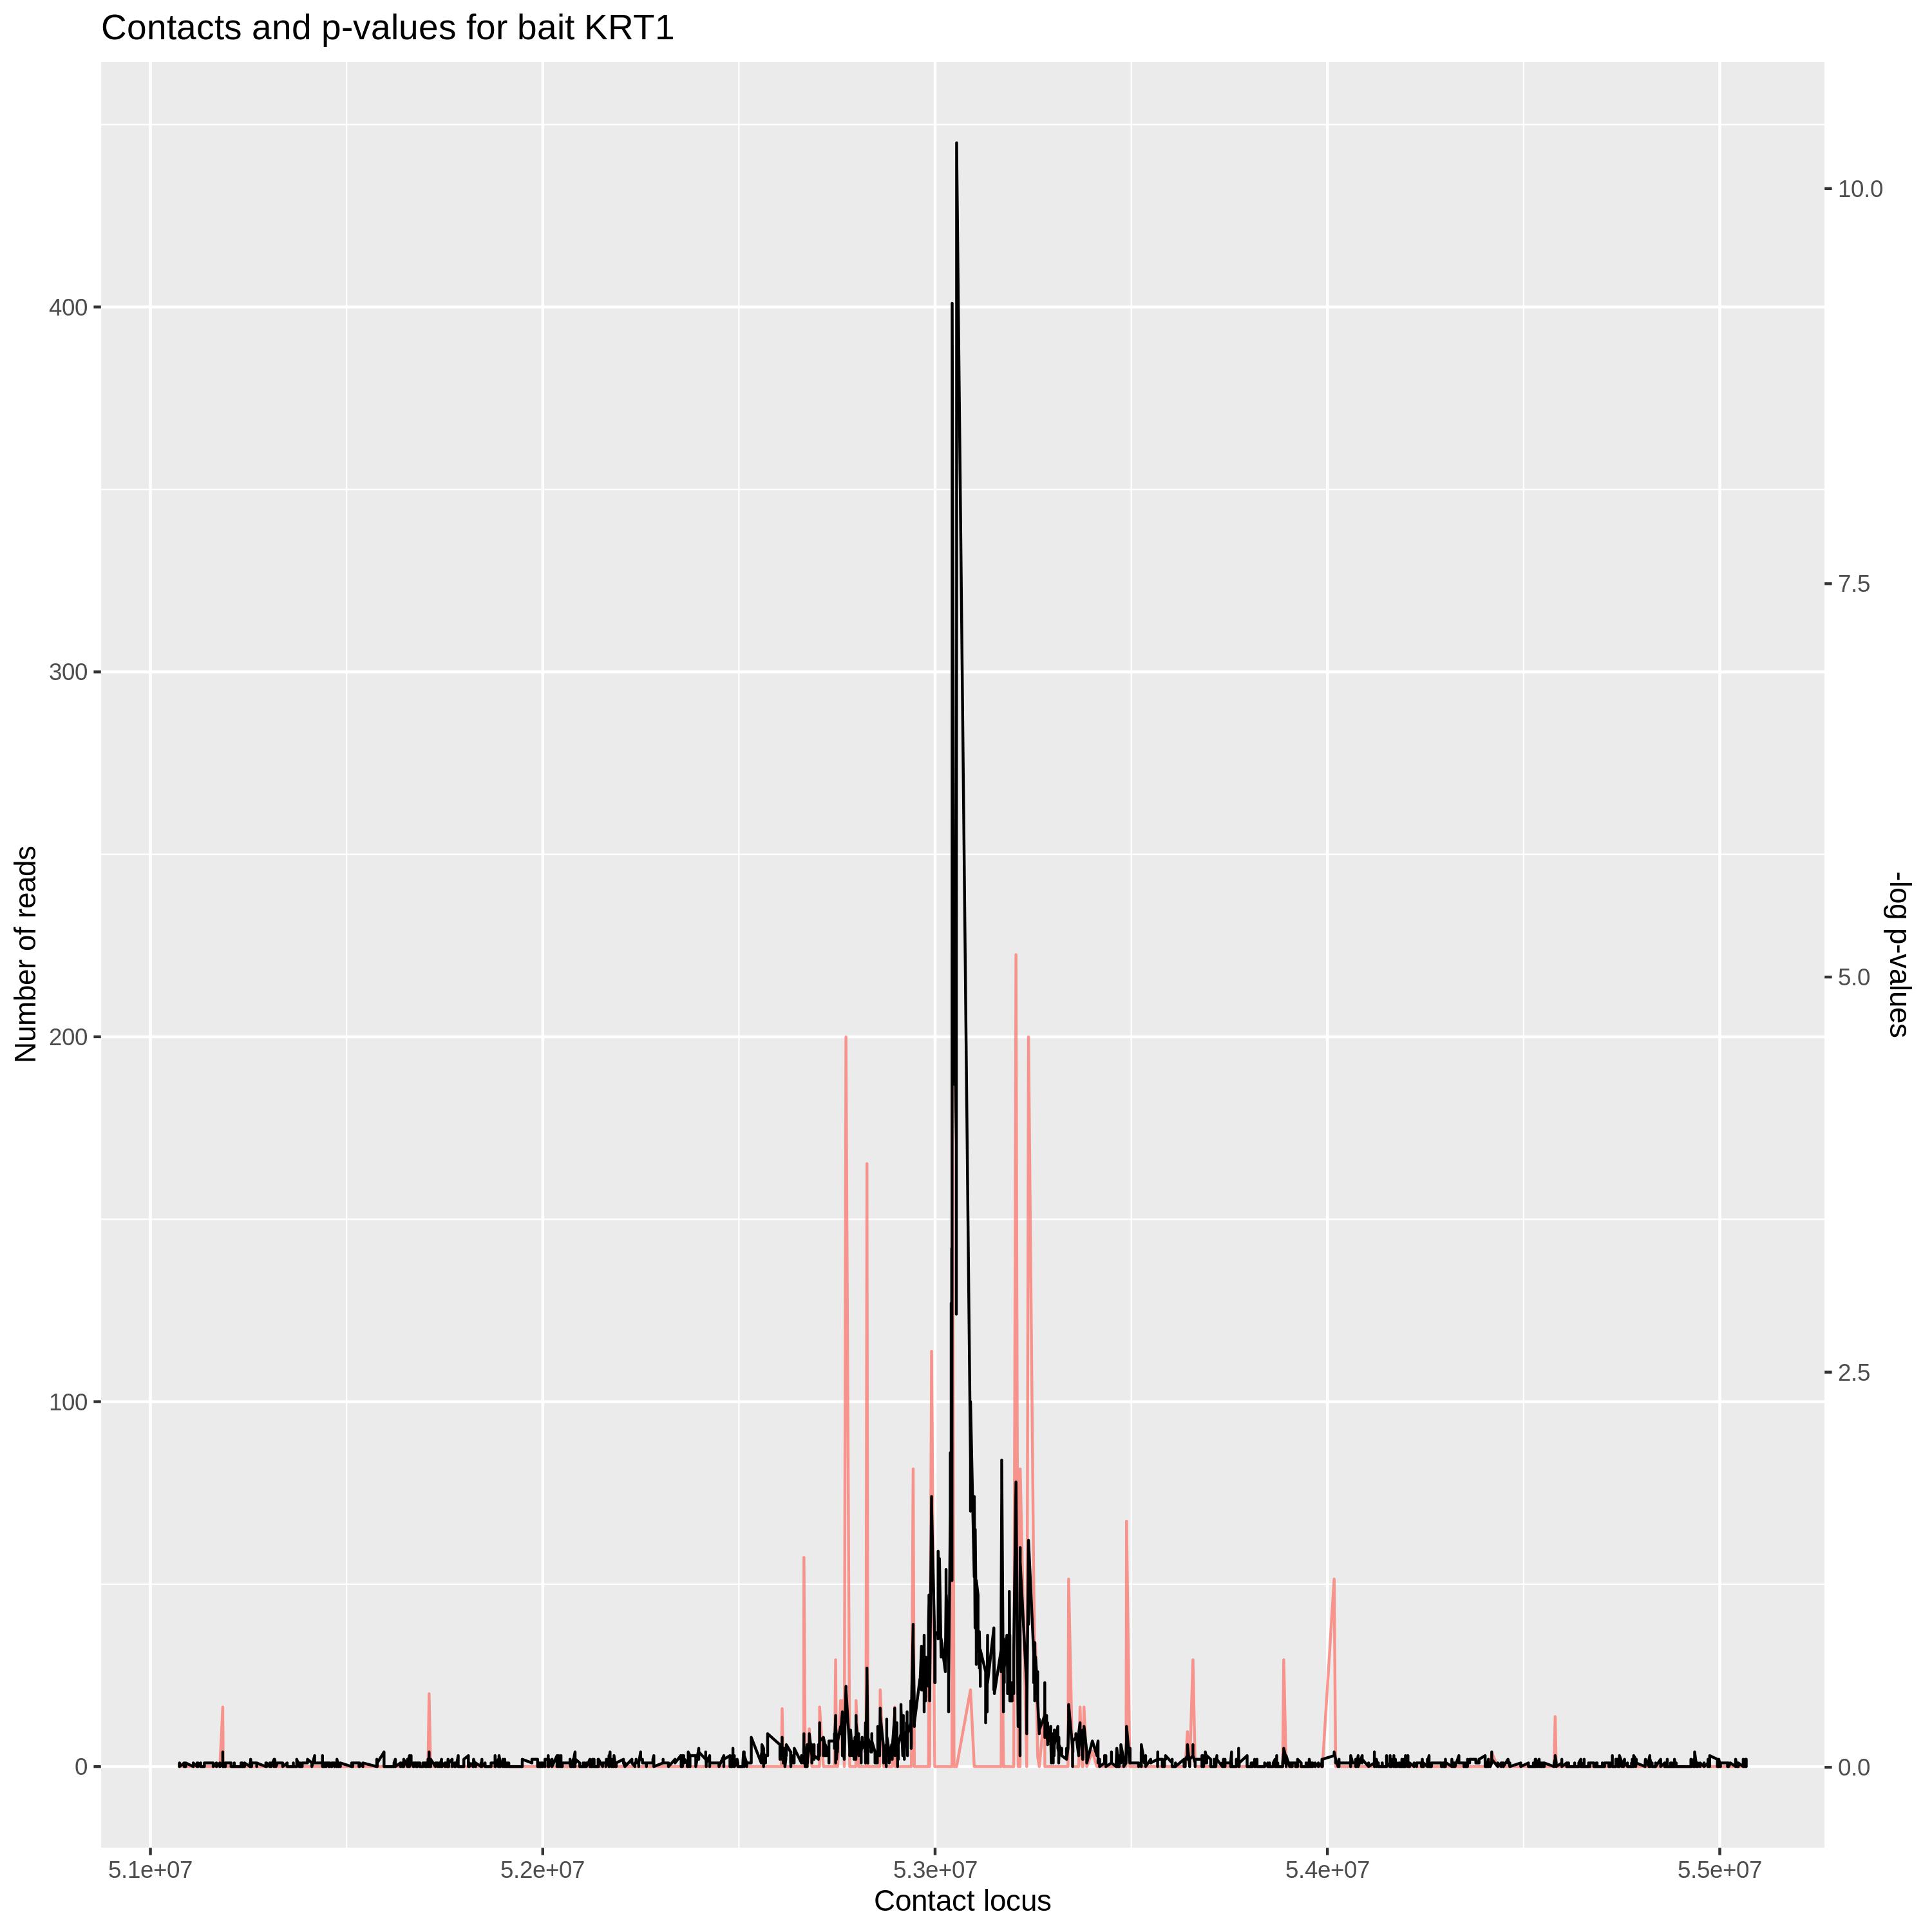 Contacts and p-values for bait KRT1
Number of reads
400
300
200
100
0
10.0
7.5
5.0
2.5
0.0
-log p-values
5.1e+07
5.2e+07
5.3e+07
5.4e+07
5.5e+07
Contact locus